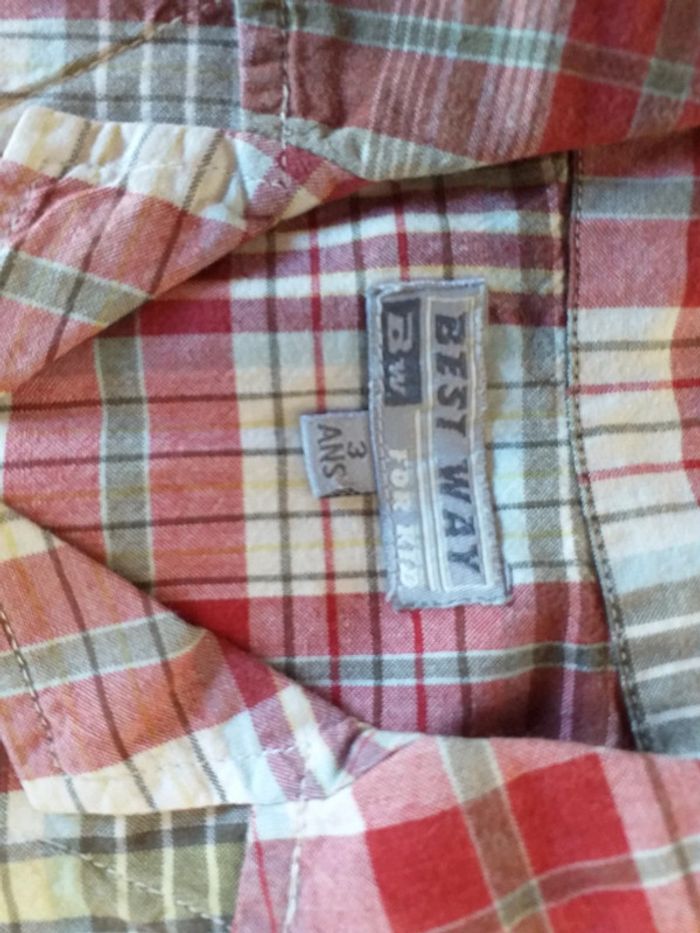 BEST WAY
Bw FOR KID
3
ANS